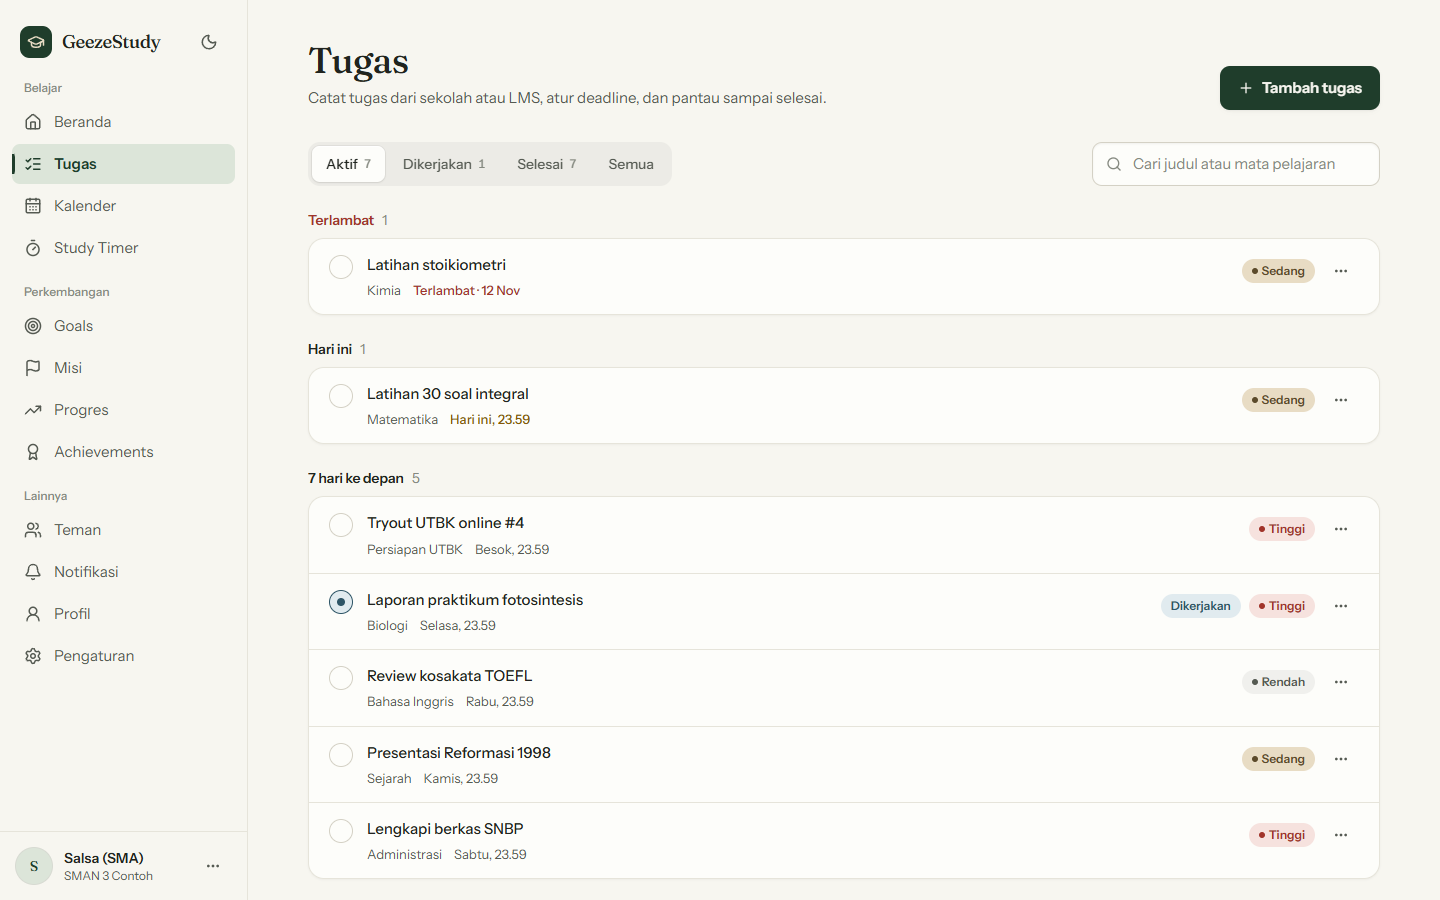 GeezeStudy
Belajar
Beranda
Tugas
Kalender
Study Timer
Perkembangan
Goals
Misi
Progres
Achievements
Lainnya
Teman
Notifikasi
Profil
Pengaturan
S
Salsa (SMA)
SMAN 3 Contoh
Tugas
Catat tugas dari sekolah atau LMS, atur deadline, dan pantau sampai selesai.
Tambah tugas
Aktif 7 Dikerjakan 1 Selesai 7 Semua
Cari judul atau mata pelajaran
Terlambat 1
Latihan stoikiometri
Kimia Terlambat · 12 Nov
Sedang
Hari ini 1
Latihan 30 soal integral
Matematika Hari ini, 23.59
Sedang
7 hari ke depan 5
Tryout UTBK online #4
Persiapan UTBK Besok, 23.59
Tinggi
Laporan praktikum fotosintesis
Biologi Selasa, 23.59
Dikerjakan Tinggi
Review kosakata TOEFL
Bahasa Inggris Rabu, 23.59
Rendah
Presentasi Reformasi 1998
Sejarah Kamis, 23.59
Sedang
Lengkapi berkas SNBP
Administrasi Sabtu, 23.59
Tinggi